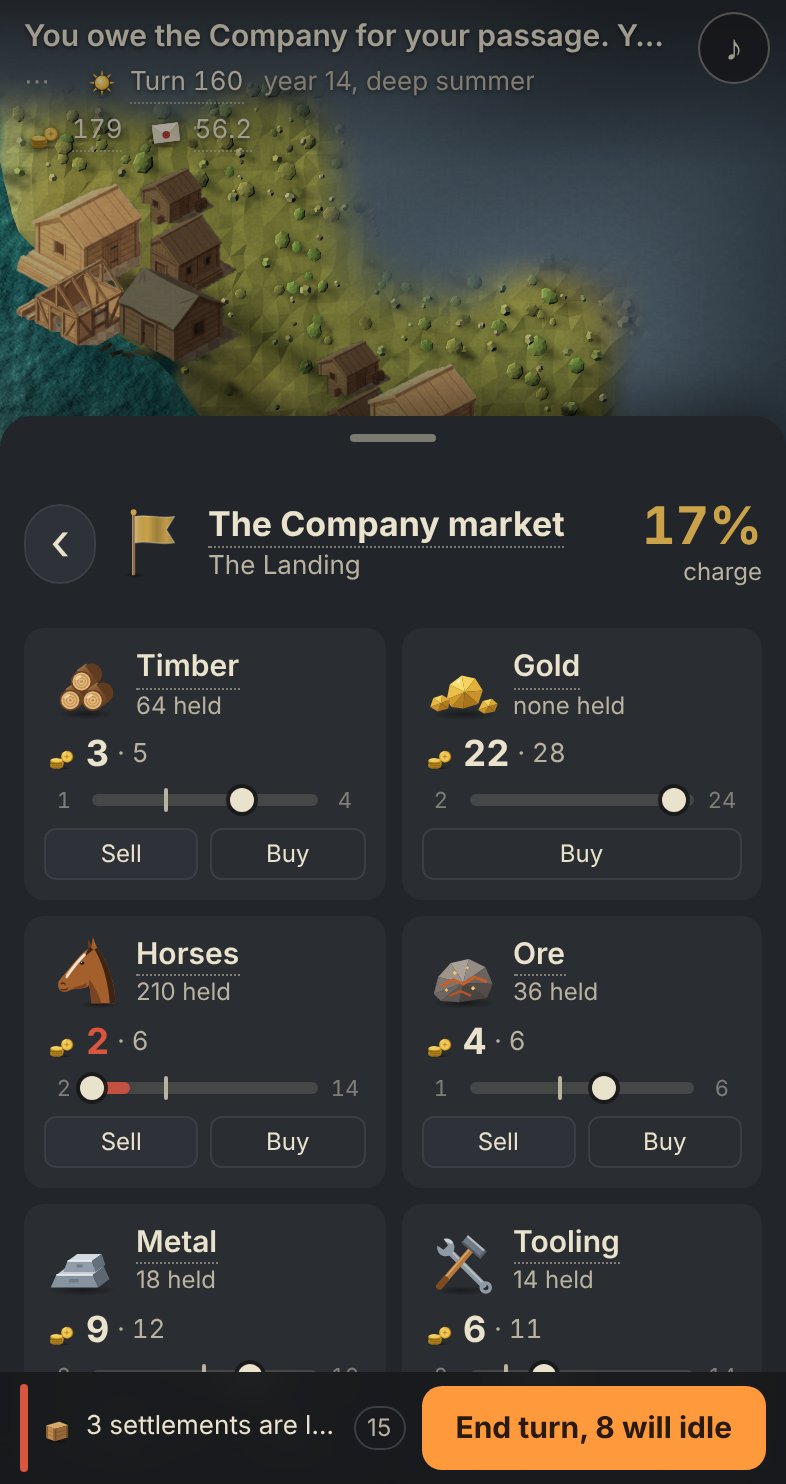 You owe the Company for your passage. Y...
... Turn 160 year 14, deep summer
179 56.2
The Company market
The Landing
17%
charge
Timber
64 held
3 · 5
1 4
Sell Buy
Gold
none held
22 · 28
2 24
Buy
Horses
210 held
2 · 6
2 14
Sell Buy
Ore
36 held
4 · 6
1 6
Sell Buy
Metal
18 held
9 · 12
Tooling
14 held
6 · 11
3 settlements are l... 15
End turn, 8 will idle